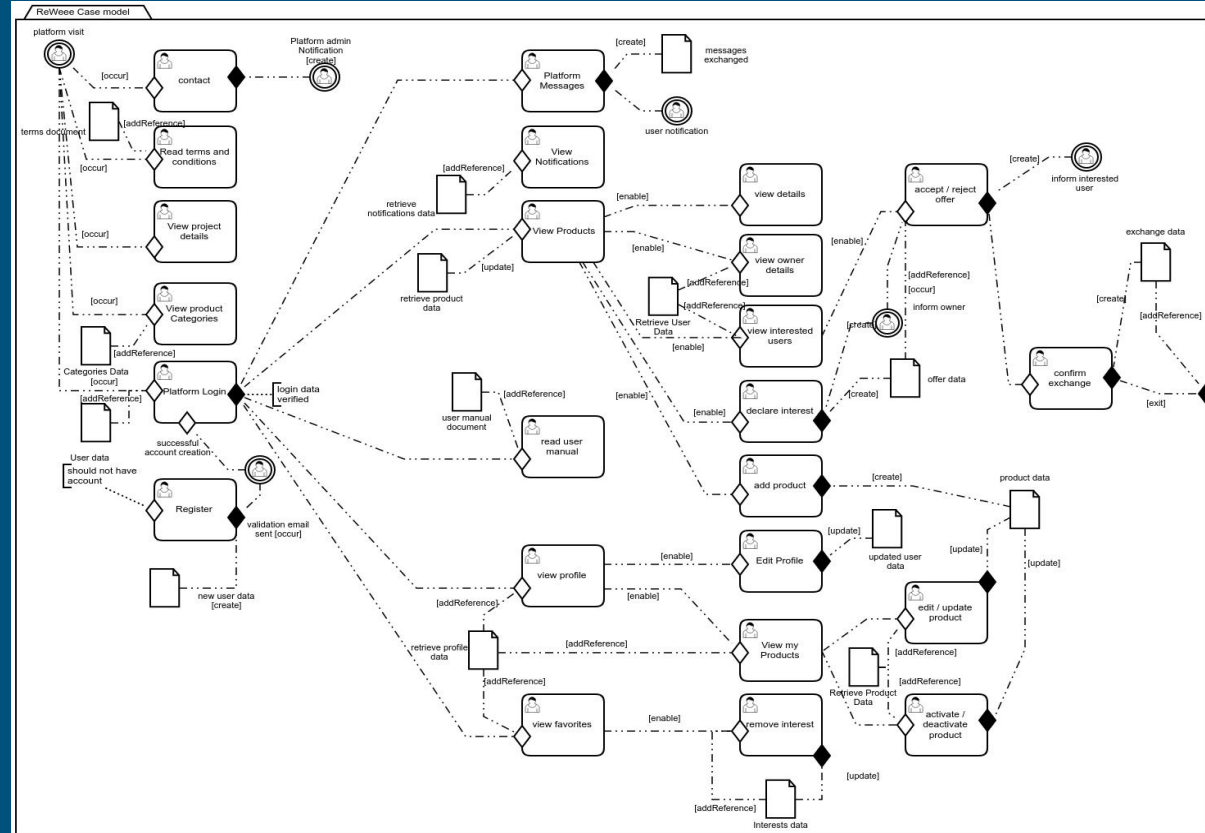 ReWeee Case model
platform visit
[occur]
contact
Platform admin
Notification
[create]
terms document
[addReference]
Read terms and
conditions
[occur]
View project
details
[occur]
[occur]
View product
Categories
Categories Data
[addReference]
[occur]
[addReference]
Platform Login
login data
verified
User data
successful
account creation
should not have
account
Register
validation email
sent [occur]
new user data
[create]
Platform
Messages
[create]
messages
exchanged
user notification
View
Notifications
[addReference]
retrieve
notifications data
View Products
[update]
retrieve product
data
[enable]
view details
[enable]
view owner
details
[addReference]
[addReference]
Retrieve User
Data
view interested
users
[enable]
[enable]
[enable]
declare interest
[create]
[create]
offer data
[enable]
accept / reject
offer
[create]
inform interested
user
[addReference]
[occur]
inform owner
exchange data
[create]
[addReference]
confirm
exchange
[exit]
user manual
document
[addReference]
read user
manual
add product
[create]
product data
view profile
[enable]
[enable]
Edit Profile
[update]
updated user
data
[update]
[update]
[addReference]
retrieve profile
data
[addReference]
[addReference]
View my
Products
edit / update
product
[addReference]
Retrieve Product
Data
[addReference]
activate /
deactivate
product
view favorites
[enable]
remove interest
[update]
[addReference]
Interests data